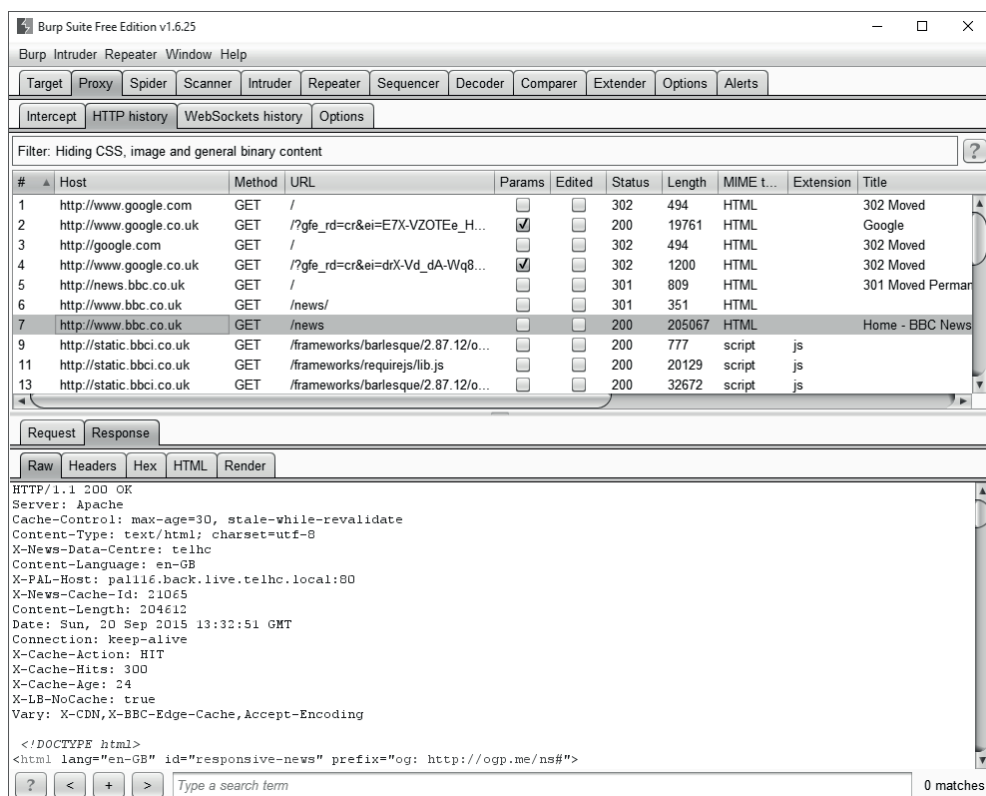 Burp Suite Free Edition v1.6.25
Burp Intruder Repeater Window Help
Target Proxy Spider Scanner Intruder Repeater Sequencer Decoder Comparer Extender Options Alerts
Intercept HTTP history WebSockets history Options
Filter: Hiding CSS, image and general binary content ?
# Host Method URL Params Edited Status Length MIME t... Extension Title
1 http://www.google.com GET / 302 494 HTML 302 Moved
2 http://www.google.co.uk GET /?gfe_rd=cr&ei=E7X-VZOTEe_H... 200 19761 HTML Google
3 http://google.com GET / 302 494 HTML 302 Moved
4 http://www.google.co.uk GET /?gfe_rd=cr&ei=drX-Vd_dA-Wq8... 302 1200 HTML 302 Moved
5 http://news.bbc.co.uk GET / 301 809 HTML 301 Moved Perman
6 http://www.bbc.co.uk GET /news/ 301 351 HTML
7 http://www.bbc.co.uk GET /news 200 205067 HTML Home - BBC News
9 http://static.bbci.co.uk GET /frameworks/barlesque/2.87.12/o... 200 777 script js
11 http://static.bbci.co.uk GET /frameworks/requirejs/lib.js 200 20129 script js
13 http://static.bbci.co.uk GET /frameworks/barlesque/2.87.12/o... 200 32672 script js
Request Response
Raw Headers Hex HTML Render
HTTP/1.1 200 OK
Server: Apache
Cache-Control: max-age=30, stale-while-revalidate
Content-Type: text/html; charset=utf-8
X-News-Data-Centre: telhc
Content-Language: en-GB
X-PAL-Host: pal116.back.live.telhc.local:80
X-News-Cache-Id: 21065
Content-Length: 204612
Date: Sun, 20 Sep 2015 13:32:51 GMT
Connection: keep-alive
X-Cache-Action: HIT
X-Cache-Hits: 300
X-Cache-Age: 24
X-LB-NoCache: true
Vary: X-CDN,X-BBC-Edge-Cache,Accept-Encoding
<!DOCTYPE html>
<html lang="en-GB" id="responsive-news" prefix="og: http://ogp.me/ns#">
? < + > Type a search term 0 matches